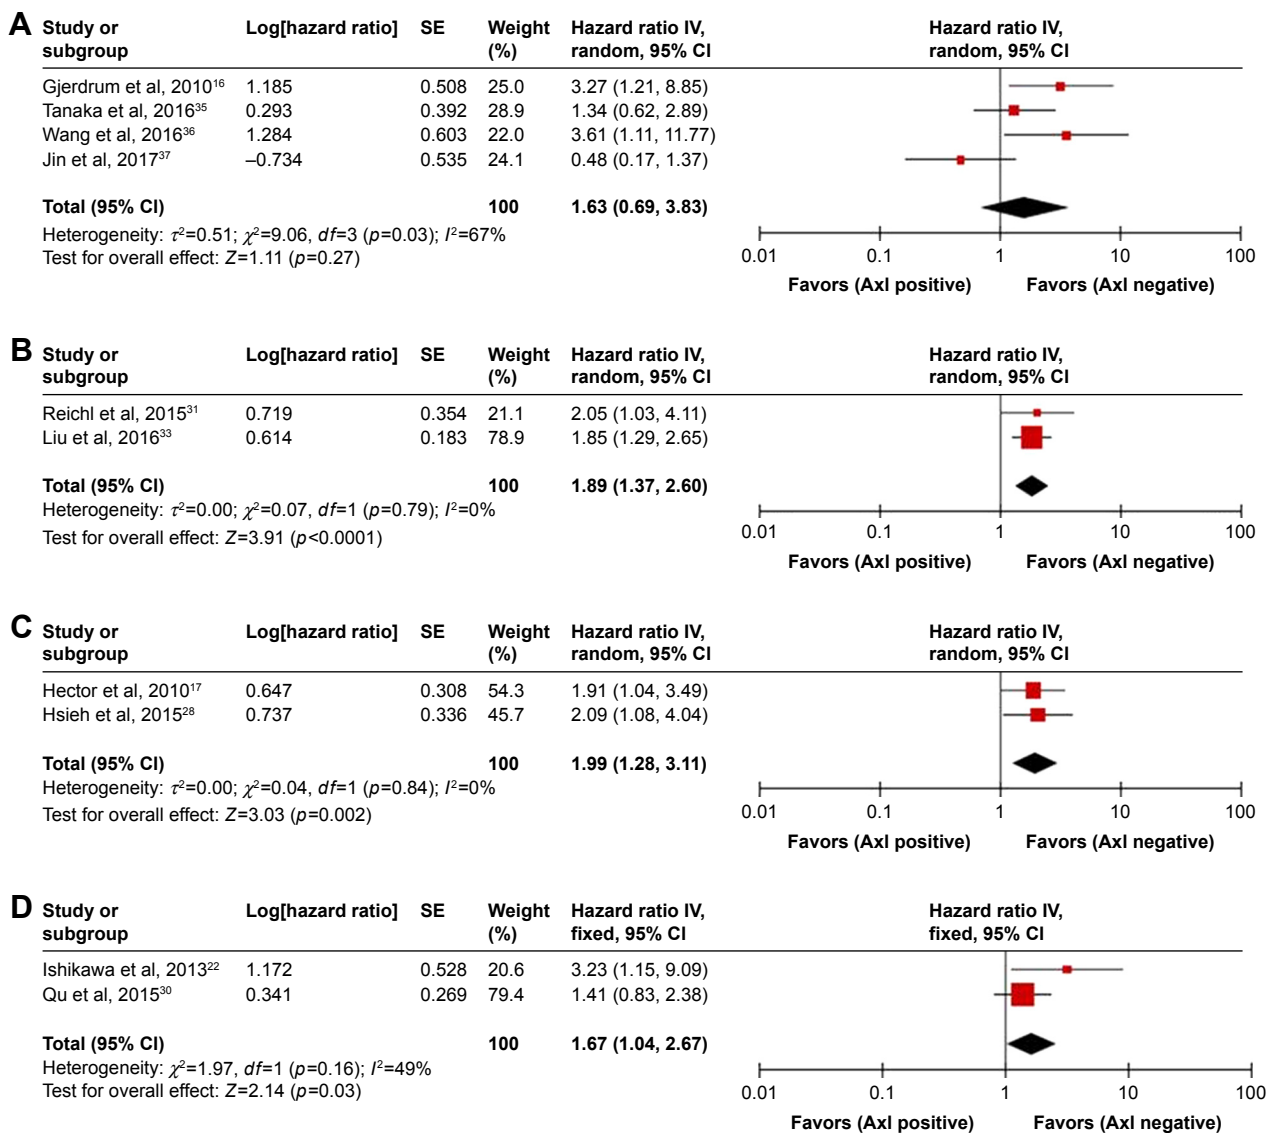 A Study or subgroup Log[hazard ratio] SE Weight (%) Hazard ratio IV, random, 95% CI Hazard ratio IV, random, 95% CI
Gjerdrum et al, 2010¹⁶ 1.185 0.508 25.0 3.27 (1.21, 8.85)
Tanaka et al, 2016³⁵ 0.293 0.392 28.9 1.34 (0.62, 2.89)
Wang et al, 2016³⁶ 1.284 0.603 22.0 3.61 (1.11, 11.77)
Jin et al, 2017³⁷ –0.734 0.535 24.1 0.48 (0.17, 1.37)
Total (95% CI) 100 1.63 (0.69, 3.83)
Heterogeneity: τ²=0.51; χ²=9.06, df=3 (p=0.03); I²=67%
Test for overall effect: Z=1.11 (p=0.27)
0.01 0.1 1 10 100
Favors (Axl positive) Favors (Axl negative)
B Study or subgroup Log[hazard ratio] SE Weight (%) Hazard ratio IV, random, 95% CI Hazard ratio IV, random, 95% CI
Reichl et al, 2015³¹ 0.719 0.354 21.1 2.05 (1.03, 4.11)
Liu et al, 2016³³ 0.614 0.183 78.9 1.85 (1.29, 2.65)
Total (95% CI) 100 1.89 (1.37, 2.60)
Heterogeneity: τ²=0.00; χ²=0.07, df=1 (p=0.79); I²=0%
Test for overall effect: Z=3.91 (p<0.0001)
0.01 0.1 1 10 100
Favors (Axl positive) Favors (Axl negative)
C Study or subgroup Log[hazard ratio] SE Weight (%) Hazard ratio IV, random, 95% CI Hazard ratio IV, random, 95% CI
Hector et al, 2010¹⁷ 0.647 0.308 54.3 1.91 (1.04, 3.49)
Hsieh et al, 2015²⁸ 0.737 0.336 45.7 2.09 (1.08, 4.04)
Total (95% CI) 100 1.99 (1.28, 3.11)
Heterogeneity: τ²=0.00; χ²=0.04, df=1 (p=0.84); I²=0%
Test for overall effect: Z=3.03 (p=0.002)
0.01 0.1 1 10 100
Favors (Axl positive) Favors (Axl negative)
D Study or subgroup Log[hazard ratio] SE Weight (%) Hazard ratio IV, fixed, 95% CI Hazard ratio IV, fixed, 95% CI
Ishikawa et al, 2013²² 1.172 0.528 20.6 3.23 (1.15, 9.09)
Qu et al, 2015³⁰ 0.341 0.269 79.4 1.41 (0.83, 2.38)
Total (95% CI) 100 1.67 (1.04, 2.67)
Heterogeneity: χ²=1.97, df=1 (p=0.16); I²=49%
Test for overall effect: Z=2.14 (p=0.03)
0.01 0.1 1 10 100
Favors (Axl positive) Favors (Axl negative)